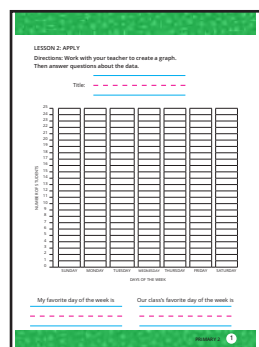 LESSON 2: APPLY
Directions: Work with your teacher to create a graph.
Then answer questions about the data.
Title:
25
24
23
22
21
20
19
18
17
16
15
14
13
12
11
10
9
8
7
6
5
4
3
2
1
0
NUMBER OF STUDENTS
SUNDAY MONDAY TUESDAY WEDNESDAY THURSDAY FRIDAY SATURDAY
DAYS OF THE WEEK
My favorite day of the week is
Our class's favorite day of the week is
PRIMARY 2 1